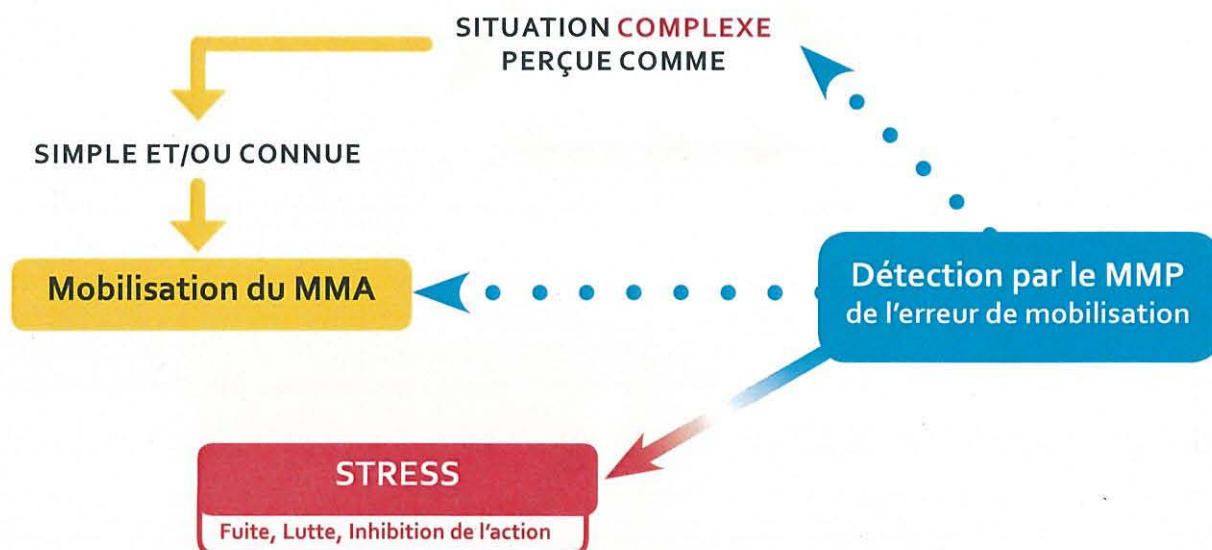 SITUATION COMPLEXE
PERÇUE COMME
SIMPLE ET/OU CONNUE
Mobilisation du MMA
Détection par le MMP
de l'erreur de mobilisation
STRESS
Fuite, Lutte, Inhibition de l'action